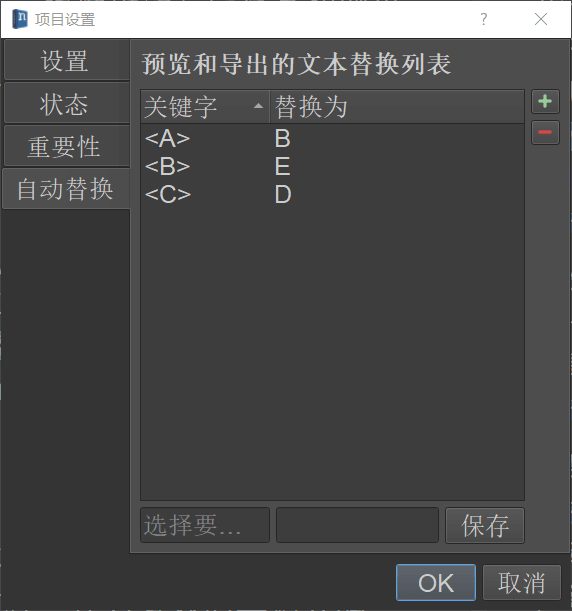 项目设置
?
设置
状态
重要性
自动替换
预览和导出的文本替换列表
关键字 替换为
<A> B
<B> E
<C> D
选择要...
保存
OK 取消